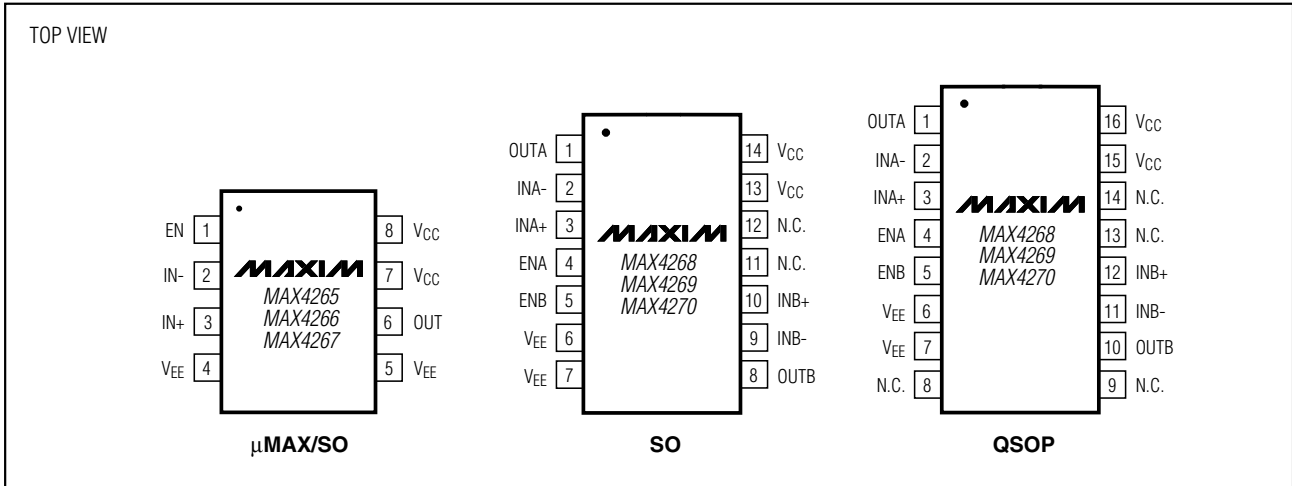 TOP VIEW
EN 1
IN- 2
IN+ 3
VEE 4
8 VCC
7 VCC
6 OUT
5 VEE
MAXIM
MAX4265
MAX4266
MAX4267
µMAX/SO
OUTA 1
INA- 2
INA+ 3
ENA 4
ENB 5
VEE 6
VEE 7
14 VCC
13 VCC
12 N.C.
11 N.C.
10 INB+
9 INB-
8 OUTB
MAXIM
MAX4268
MAX4269
MAX4270
SO
OUTA 1
INA- 2
INA+ 3
ENA 4
ENB 5
VEE 6
VEE 7
N.C. 8
16 VCC
15 VCC
14 N.C.
13 N.C.
12 INB+
11 INB-
10 OUTB
9 N.C.
MAXIM
MAX4268
MAX4269
MAX4270
QSOP